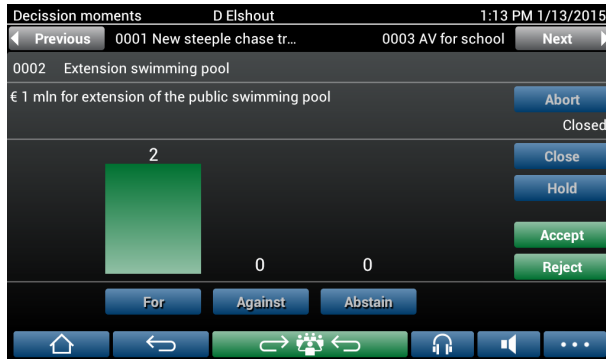 Decission moments D Elshout 1:13 PM 1/13/2015
Previous 0001 New steeple chase tr... 0003 AV for school Next
0002 Extension swimming pool
€ 1 mln for extension of the public swimming pool Abort
Closed
2 Close
Hold
Accept
0 0 Reject
For Against Abstain